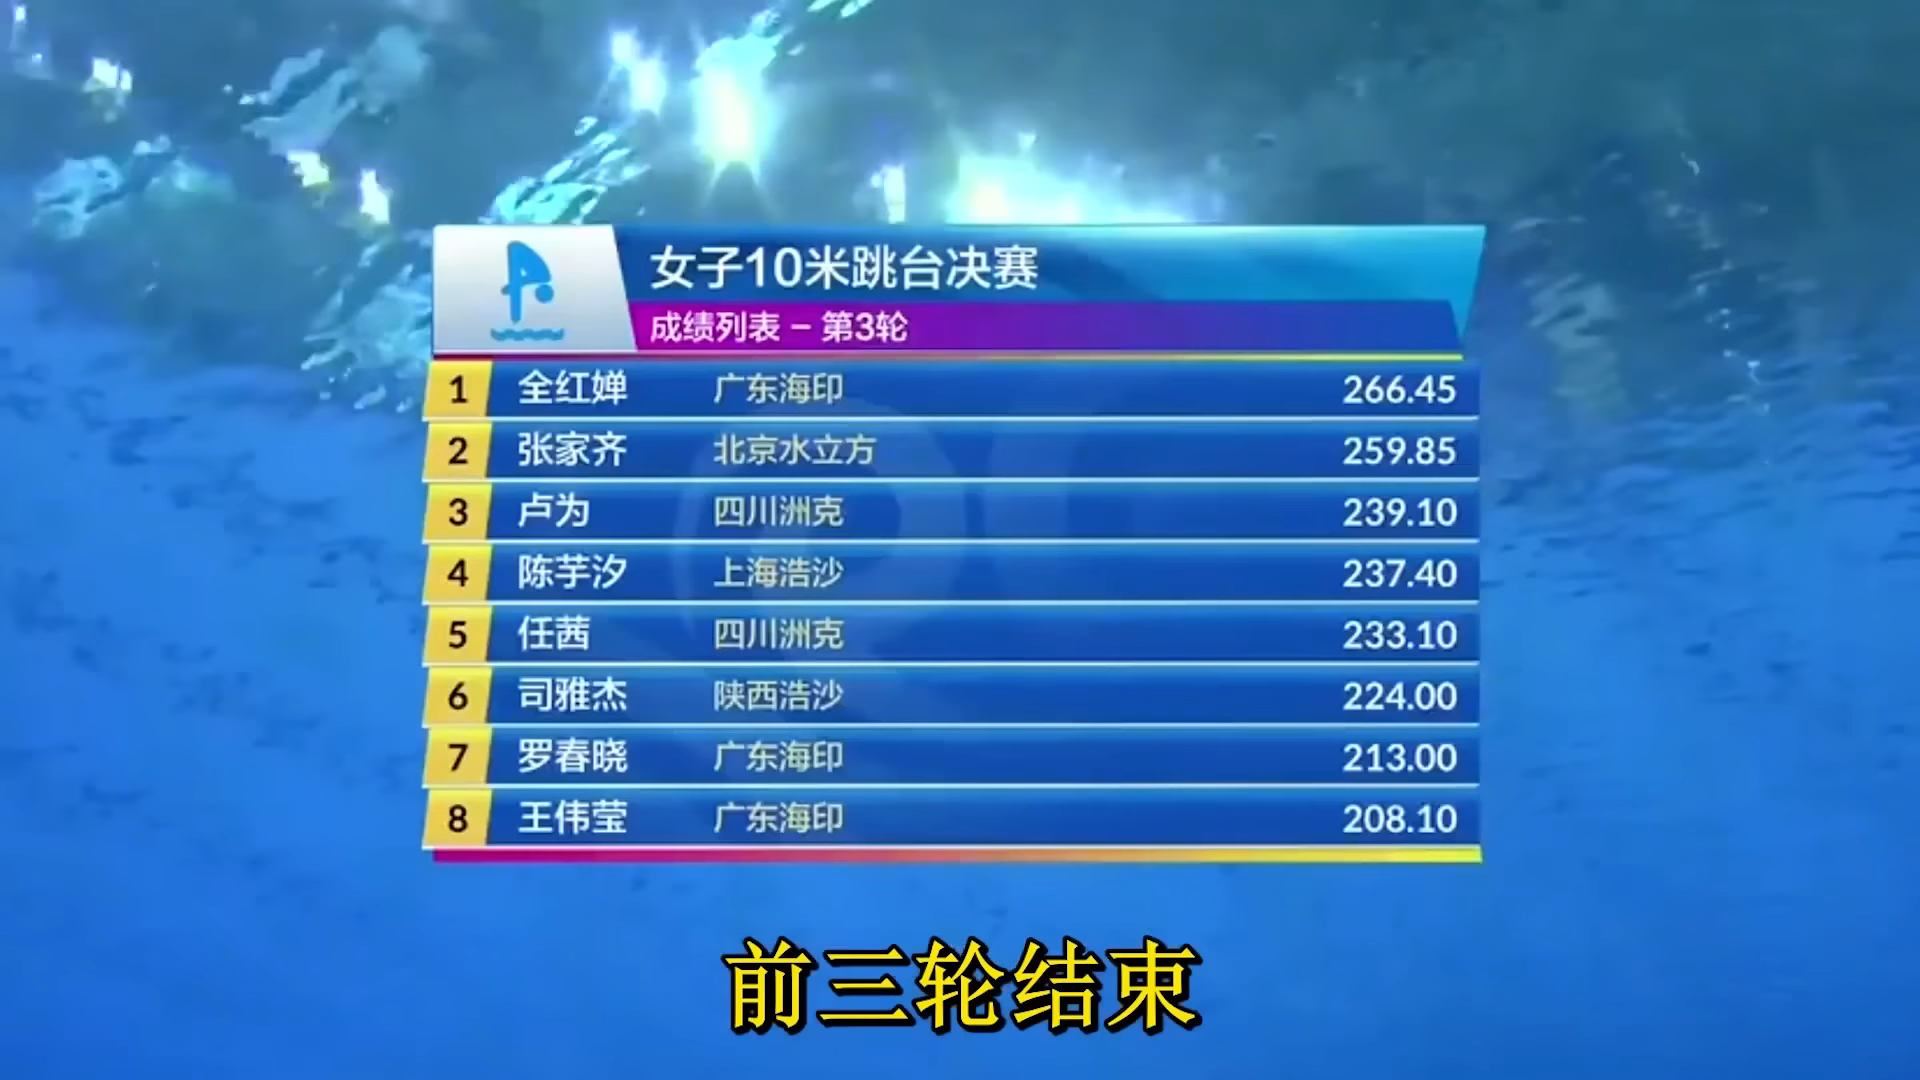 女子10米跳台决赛
成绩列表 – 第3轮
1 全红婵 广东海印 266.45
2 张家齐 北京水立方 259.85
3 卢为 四川洲克 239.10
4 陈芋汐 上海浩沙 237.40
5 任茜 四川洲克 233.10
6 司雅杰 陕西浩沙 224.00
7 罗春晓 广东海印 213.00
8 王伟莹 广东海印 208.10
前三轮结束